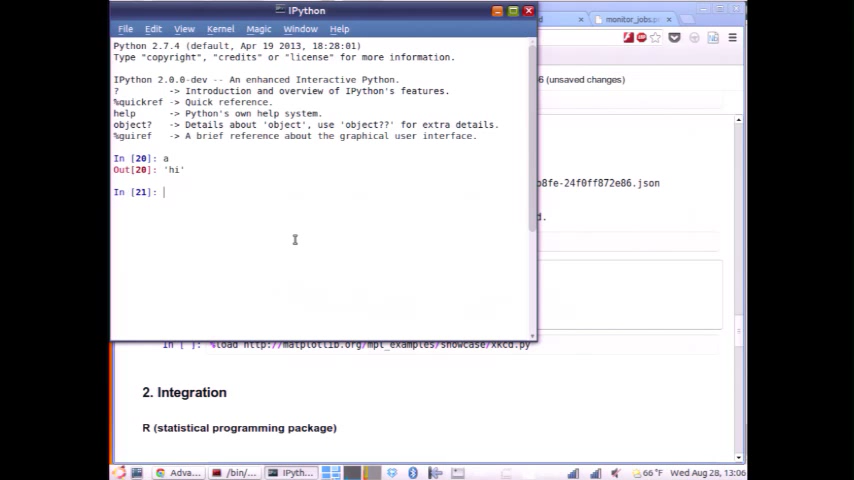 IPython
File Edit View Kernel Magic Window Help
Python 2.7.4 (default, Apr 19 2013, 18:28:01)
Type "copyright", "credits" or "license" for more information.
IPython 2.0.0-dev -- An enhanced Interactive Python.
? -> Introduction and overview of IPython's features.
%quickref -> Quick reference.
help -> Python's own help system.
object? -> Details about 'object', use 'object??' for extra details.
%guiref -> A brief reference about the graphical user interface.
In [20]: a
Out[20]: 'hi'
In [21]:
monitor_jobs.p
(unsaved changes)
b8fe-24f0ff872e86.json
d.
In [ ]: %load http://matplotlib.org/mpl_examples/showcase/xkcd.py
2. Integration
R (statistical programming package)
Adva... /bin/... IPyth... 66 °F Wed Aug 28, 13:06